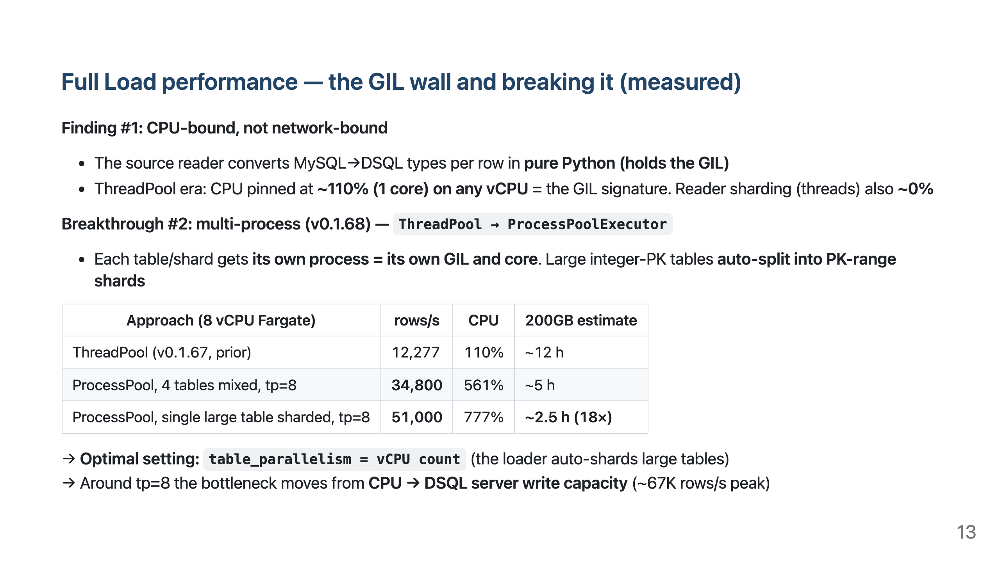 Full Load performance — the GIL wall and breaking it (measured)
Finding #1: CPU-bound, not network-bound
• The source reader converts MySQL→DSQL types per row in pure Python (holds the GIL)
• ThreadPool era: CPU pinned at ~110% (1 core) on any vCPU = the GIL signature. Reader sharding (threads) also ~0%
Breakthrough #2: multi-process (v0.1.68) — ThreadPool → ProcessPoolExecutor
• Each table/shard gets its own process = its own GIL and core. Large integer-PK tables auto-split into PK-range
shards
Approach (8 vCPU Fargate) rows/s CPU 200GB estimate
ThreadPool (v0.1.67, prior) 12,277 110% ~12 h
ProcessPool, 4 tables mixed, tp=8 34,800 561% ~5 h
ProcessPool, single large table sharded, tp=8 51,000 777% ~2.5 h (18×)
→ Optimal setting: table_parallelism = vCPU count (the loader auto-shards large tables)
→ Around tp=8 the bottleneck moves from CPU → DSQL server write capacity (~67K rows/s peak)
13